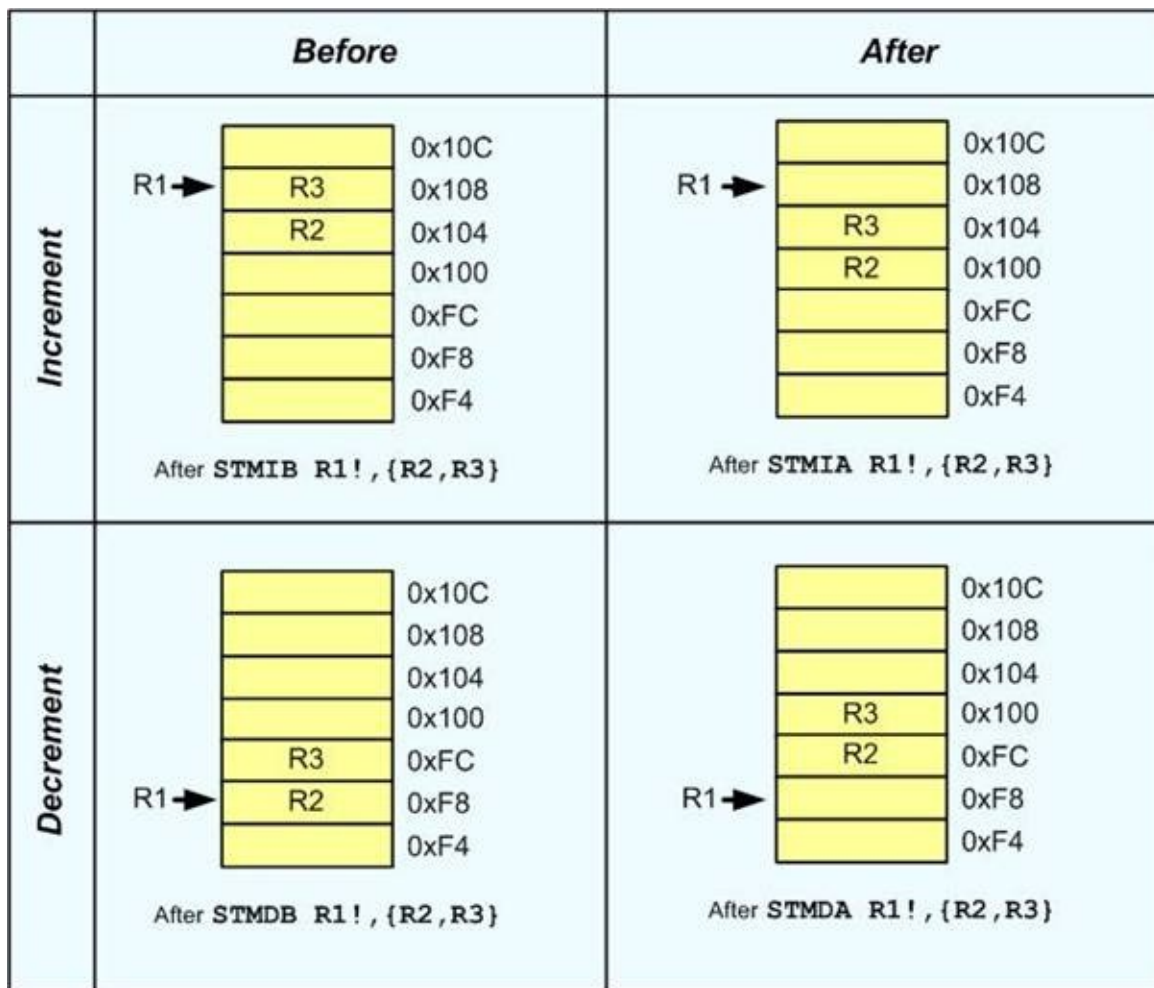 Before
After
Increment
0x10C
R1 R3 0x108
R2 0x104
0x100
0xFC
0xF8
0xF4
After STMIB R1!,{R2,R3}
0x10C
R1 0x108
R3 0x104
R2 0x100
0xFC
0xF8
0xF4
After STMIA R1!,{R2,R3}
Decrement
0x10C
0x108
0x104
0x100
R3 0xFC
R1 R2 0xF8
0xF4
After STMDB R1!,{R2,R3}
0x10C
0x108
0x104
R3 0x100
R2 0xFC
R1 0xF8
0xF4
After STMDA R1!,{R2,R3}